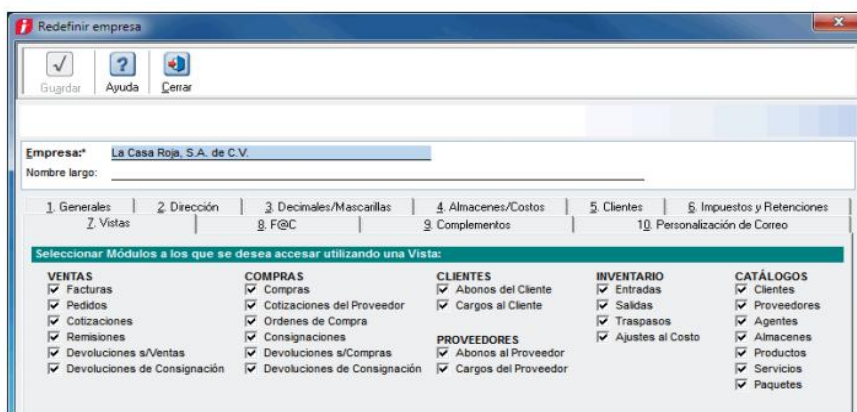 Redefinir empresa
Guardar Ayuda Cerrar
Empresa:* La Casa Roja, S.A. de C.V.
Nombre largo:
1. Generales 2. Dirección 3. Decimales/Mascarillas 4. Almacenes/Costos 5. Clientes 6. Impuestos y Retenciones
7. Vistas 8. F@C 9. Complementos 10. Personalización de Correo
Seleccionar Módulos a los que se desea accesar utilizando una Vista:
VENTAS COMPRAS CLIENTES INVENTARIO CATÁLOGOS
Facturas Compras Abonos del Cliente Entradas Clientes
Pedidos Cotizaciones del Proveedor Cargos al Cliente Salidas Proveedores
Cotizaciones Ordenes de Compra Traspasos Agentes
Remisiones Consignaciones PROVEEDORES Ajustes al Costo Almacenes
Devoluciones s/Ventas Devoluciones s/Compras Abonos al Proveedor Productos
Devoluciones de Consignación Devoluciones de Consignación Cargos del Proveedor Servicios
Paquetes